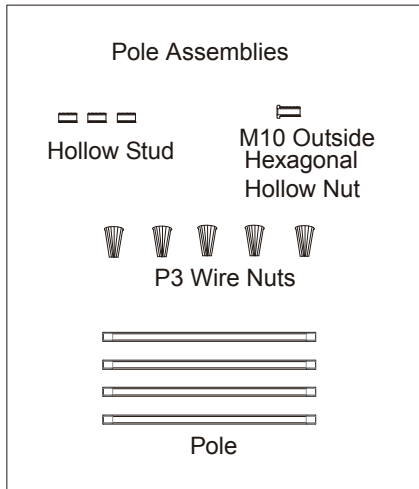 Pole Assemblies
Hollow Stud
M10 Outside
Hexagonal
Hollow Nut
P3 Wire Nuts
Pole